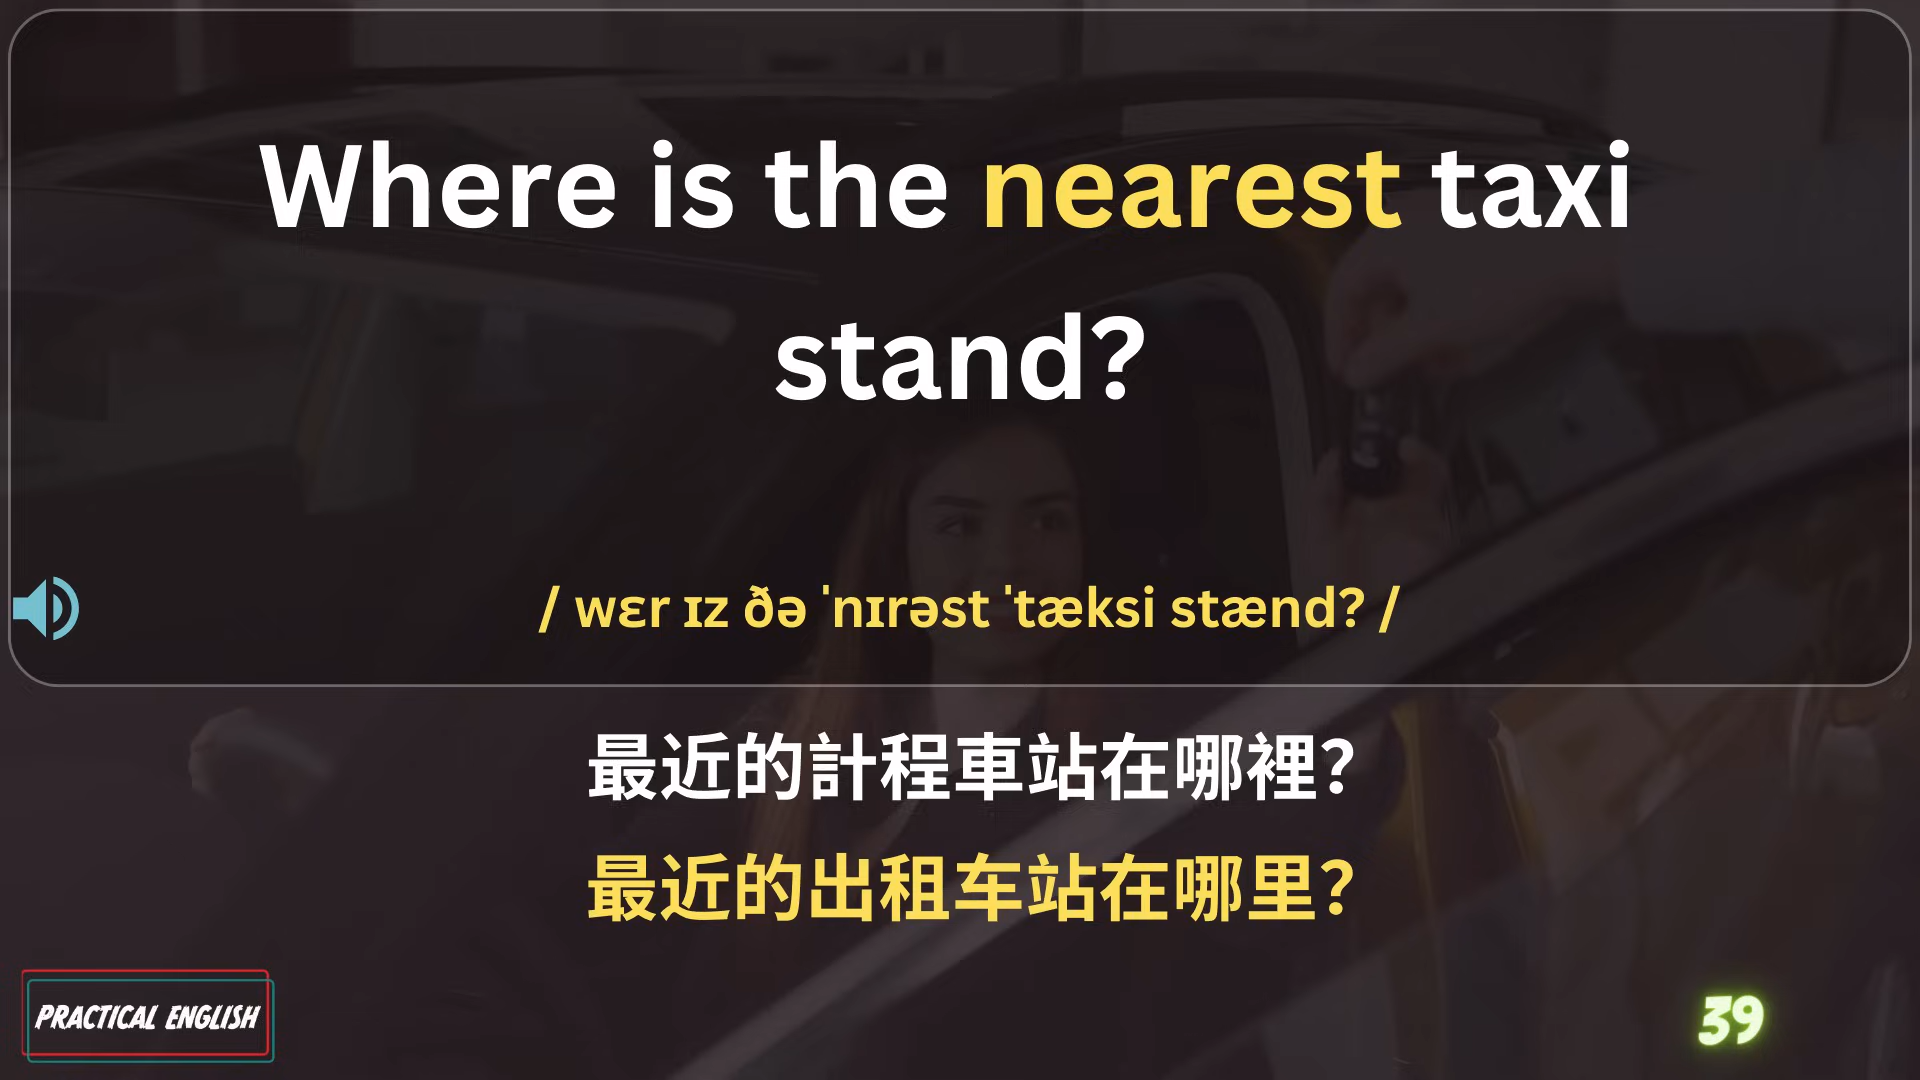 Where is the nearest taxi
stand?
/ wɛr ɪz ðə ˈnɪrəst ˈtæksi stænd? /
最近的計程車站在哪裡?
最近的出租车站在哪里?
PRACTICAL ENGLISH
39